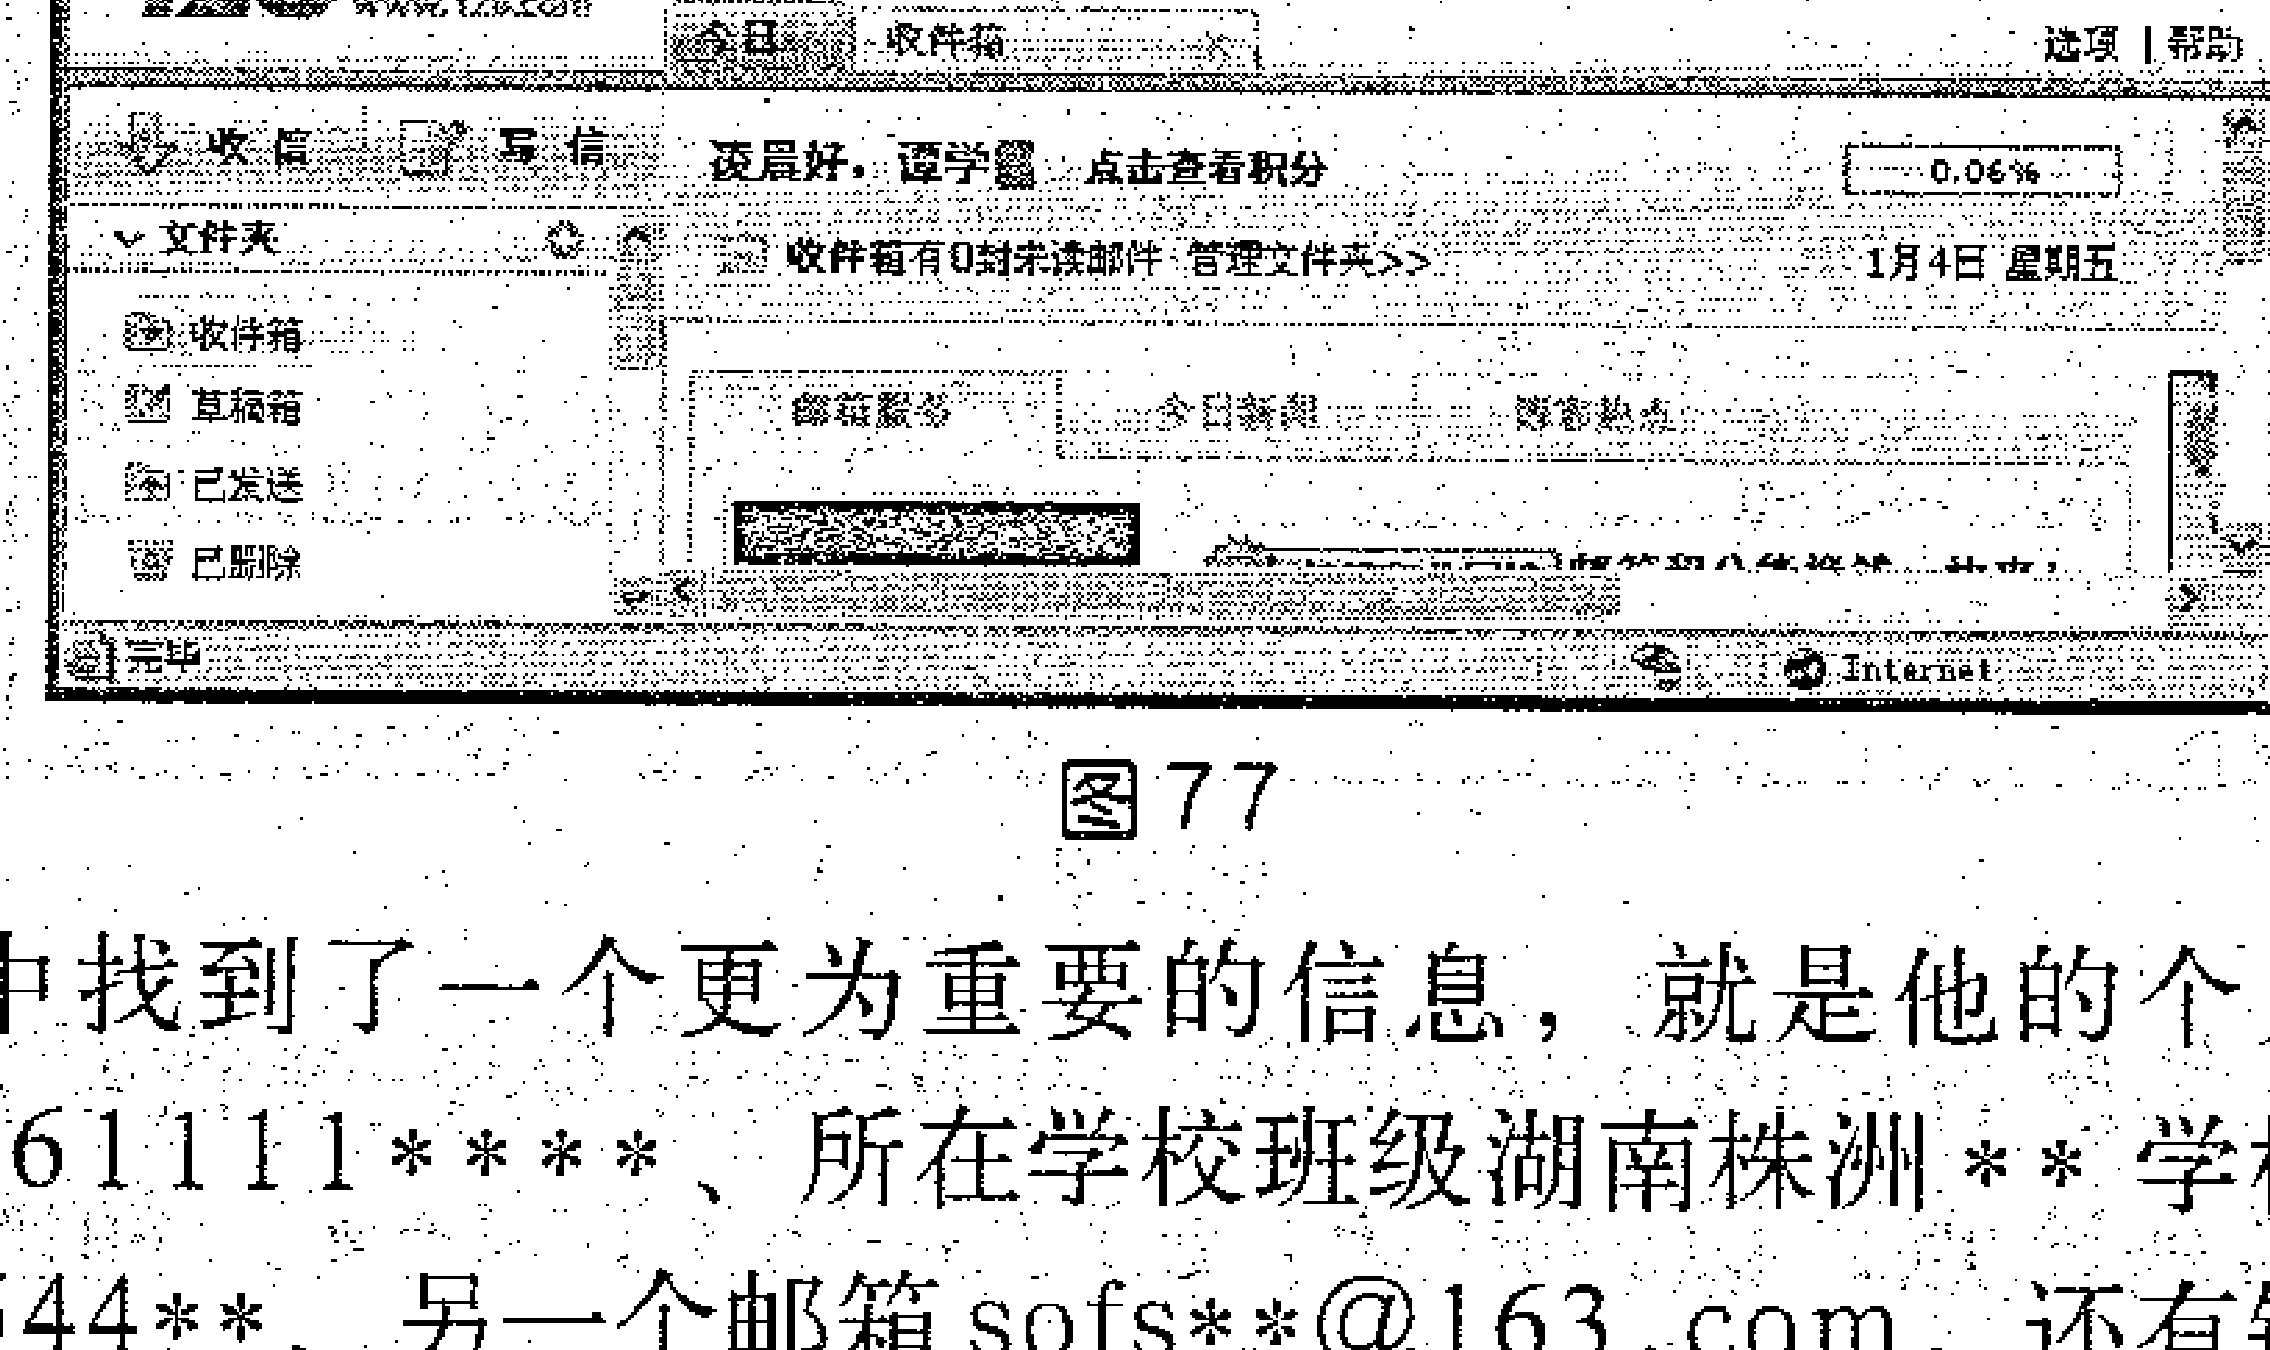 www.126.com
今日 收件箱 选项 | 帮助
收信 写信 凌晨好，谭学 点击查看积分 0.06%
文件夹
收件箱有0封未读邮件 管理文件夹>> 1月4日 星期五
收件箱
草稿箱 邮箱服务 今日新闻
已发送
已删除
完毕 Internet
图77
中找到了一个更为重要的信息，就是他的个
61111****、所在学校班级湖南株洲**学
44**、另一个邮箱sofs**@163.com 还有